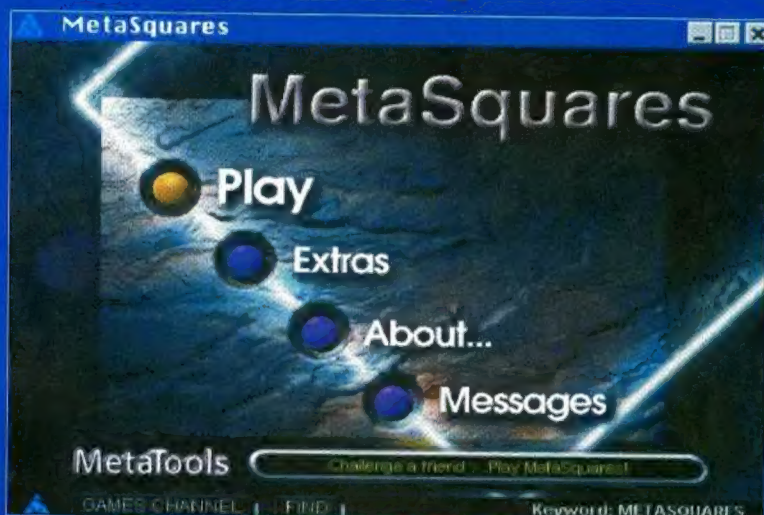 MetaSquares
MetaSquares
Play
Extras
About...
Messages
MetaTools
Challenge a friend ... Play MetaSquares!
GAMES CHANNEL | FIND |
Keyword: METASQUARES